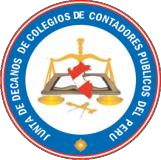 JUNTA DE DECANOS DE COLEGIOS DE CONTADORES PUBLICOS DEL PERU